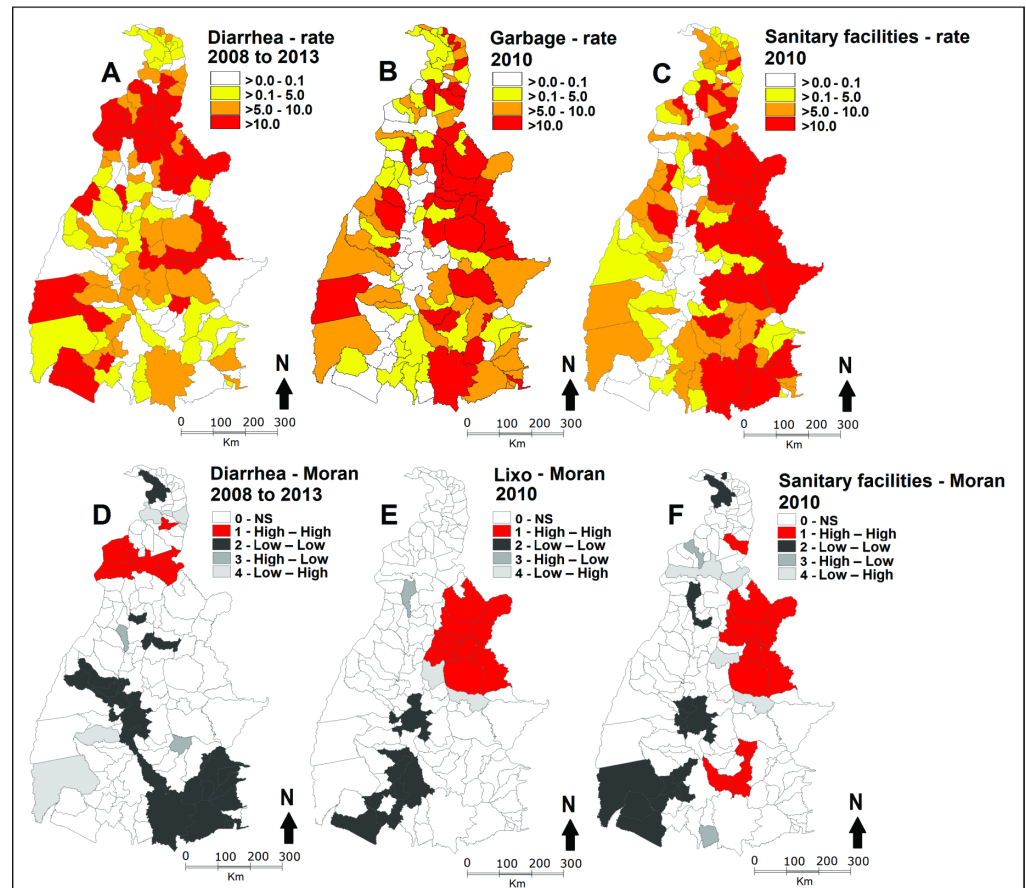 A
Diarrhea - rate
2008 to 2013
>0.0 - 0.1
>0.1 - 5.0
>5.0 - 10.0
>10.0
N
0 100 200 300
Km
B
Garbage - rate
2010
>0.0 - 0.1
>0.1 - 5.0
>5.0 - 10.0
>10.0
N
0 100 200 300
Km
C
Sanitary facilities - rate
2010
>0.0 - 0.1
>0.1 - 5.0
>5.0 - 10.0
>10.0
N
0 100 200 300
Km
D
Diarrhea - Moran
2008 to 2013
0 - NS
1 - High – High
2 - Low – Low
3 - High – Low
4 - Low – High
N
0 100 200 300
Km
E
Lixo - Moran
2010
0 - NS
1 - High – High
2 - Low – Low
3 - High – Low
4 - Low – High
N
0 100 200 300
Km
F
Sanitary facilities - Moran
2010
0 - NS
1 - High – High
2 - Low – Low
3 - High – Low
4 - Low – High
N
0 100 200 300
Km